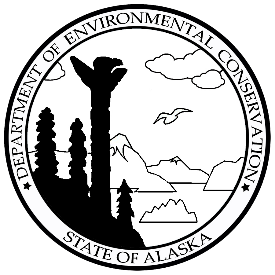 DEPARTMENT OF ENVIRONMENTAL CONSERVATION
STATE OF ALASKA